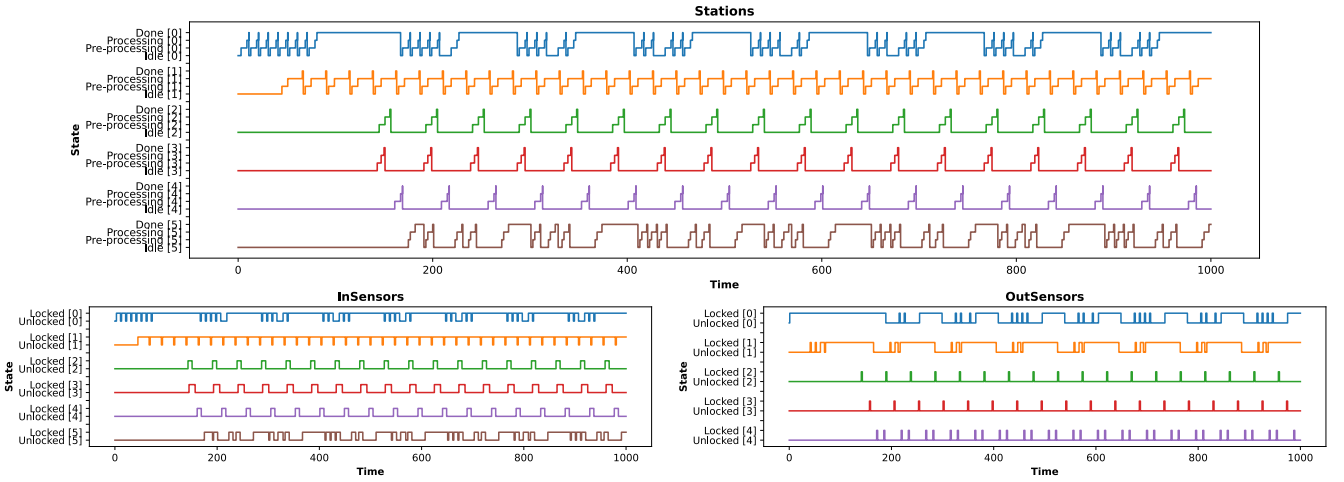 Stations
State
Done [0]
Processing [0]
Pre-processing [0]
Idle [0]
Done [1]
Processing [1]
Pre-processing [1]
Idle [1]
Done [2]
Processing [2]
Pre-processing [2]
Idle [2]
Done [3]
Processing [3]
Pre-processing [3]
Idle [3]
Done [4]
Processing [4]
Pre-processing [4]
Idle [4]
Done [5]
Processing [5]
Pre-processing [5]
Idle [5]
0 200 400 600 800 1000
Time
InSensors
State
Locked [0]
Unlocked [0]
Locked [1]
Unlocked [1]
Locked [2]
Unlocked [2]
Locked [3]
Unlocked [3]
Locked [4]
Unlocked [4]
Locked [5]
Unlocked [5]
0 200 400 600 800 1000
Time
OutSensors
State
Locked [0]
Unlocked [0]
Locked [1]
Unlocked [1]
Locked [2]
Unlocked [2]
Locked [3]
Unlocked [3]
Locked [4]
Unlocked [4]
0 200 400 600 800 1000
Time